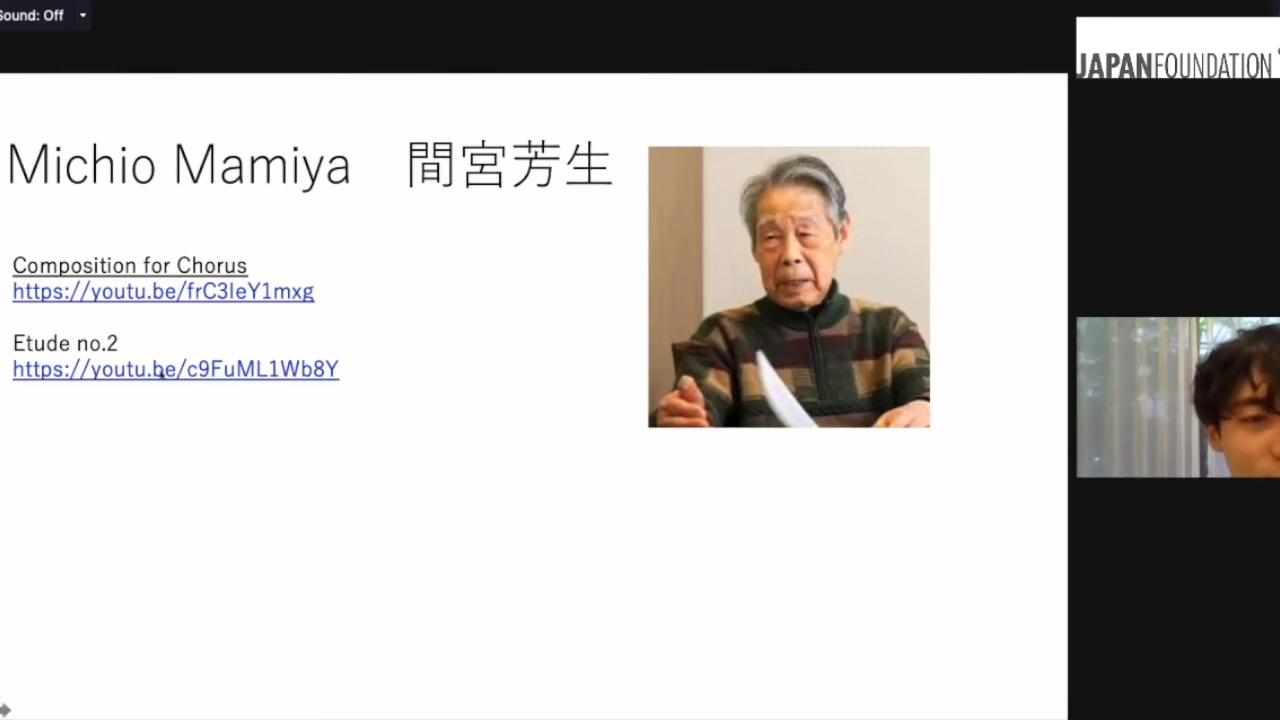 Sound: Off
JAPANFOUNDATION
Michio Mamiya 間宮芳生
Composition for Chorus
https://youtu.be/frC3leY1mxg
Etude no.2
https://youtu.be/c9FuML1Wb8Y